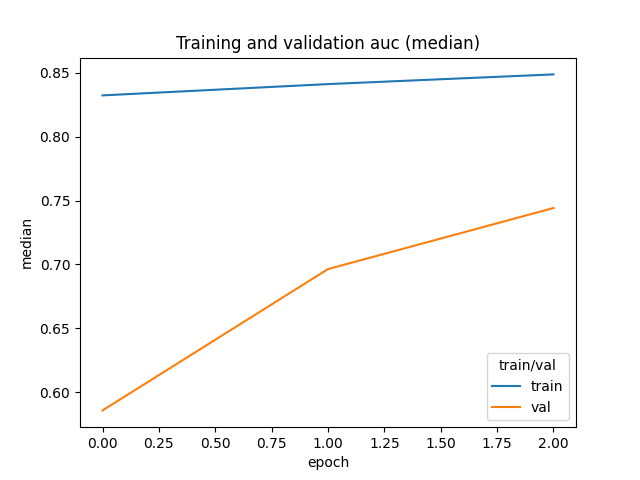 Training and validation auc (median)
median
0.85
0.80
0.75
0.70
0.65
0.60
train/val
train
val
0.00 0.25 0.50 0.75 1.00 1.25 1.50 1.75 2.00
epoch